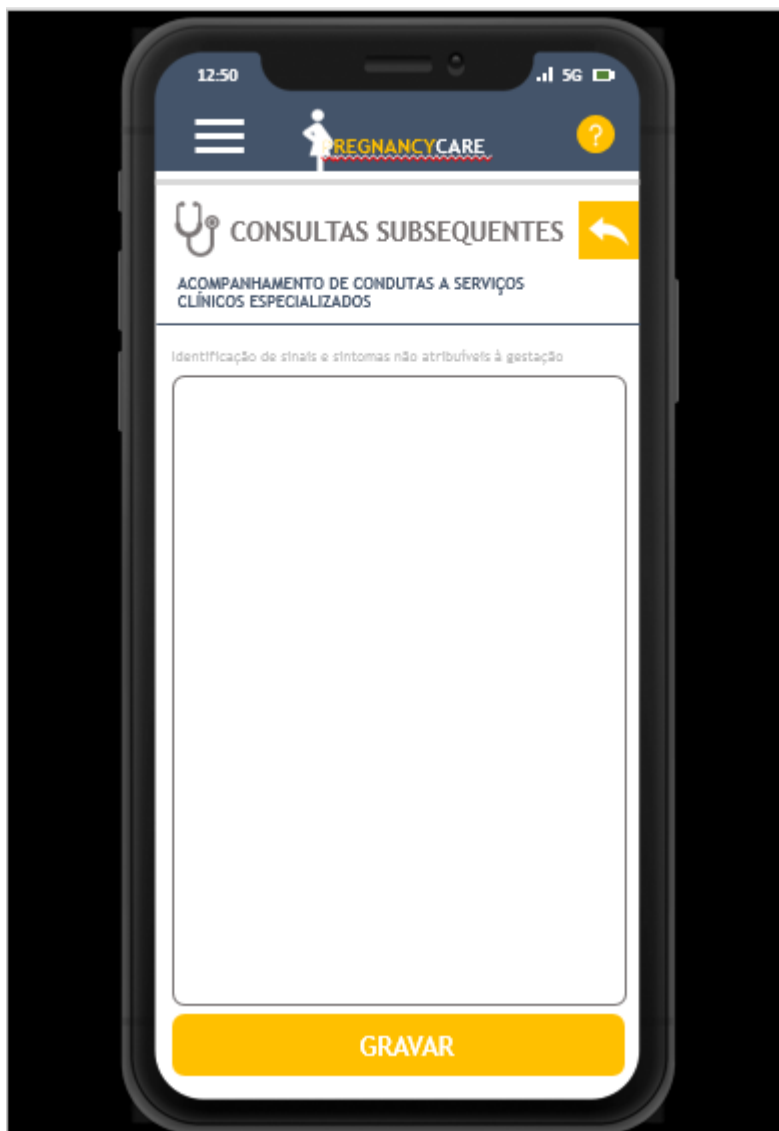 12:50
5G
PREGNANCYCARE
?
CONSULTAS SUBSEQUENTES
ACOMPANHAMENTO DE CONDUTAS A SERVIÇOS
CLÍNICOS ESPECIALIZADOS
Identificação de sinais e sintomas não atribuíveis à gestação
GRAVAR